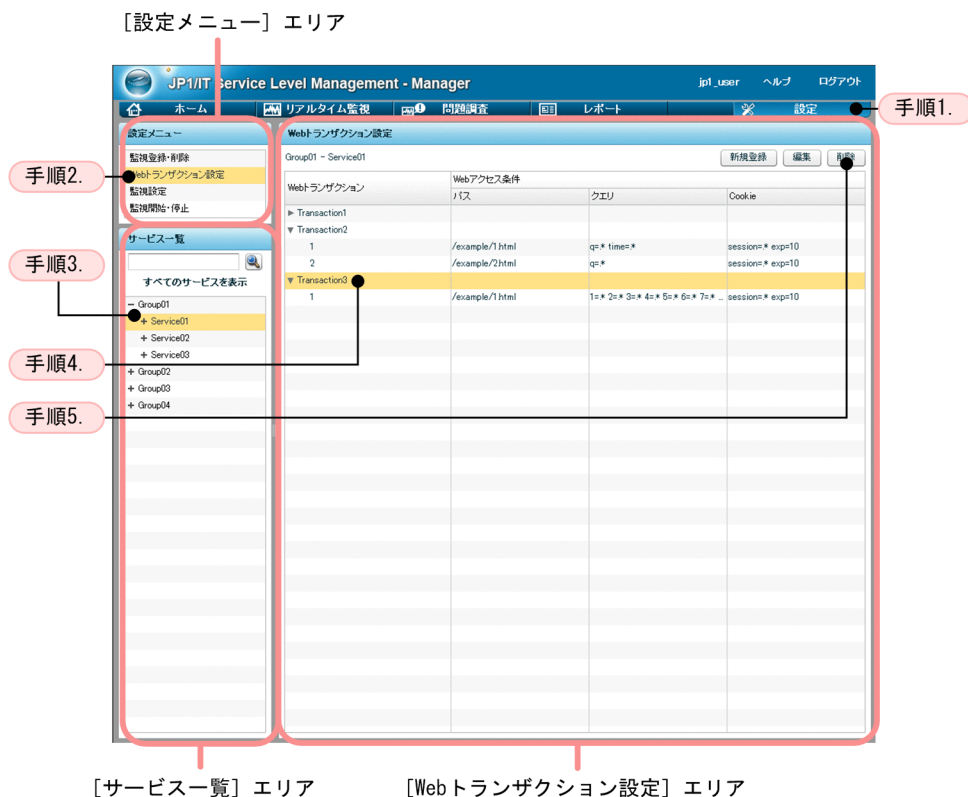 [設定メニュー] エリア
JP1/IT Service Level Management - Manager
jp1_user ヘルプ ログアウト
ホーム リアルタイム監視 問題調査 レポート 設定
手順1.
設定メニュー
監視登録・削除
Webトランザクション設定
監視設定
監視開始・停止
手順2.
サービス一覧
手順3.
すべてのサービスを表示
− Group01
+ Service01
+ Service02
+ Service03
手順4.
+ Group02
+ Group03
+ Group04
手順5.
Webトランザクション設定
Group01 - Service01
新規登録 編集 削除
Webトランザクション Webアクセス条件
パス クエリ Cookie
▶ Transaction1
▼ Transaction2
1 /example/1.html q=.* time=.* session=.* exp=10
2 /example/2.html q=.* session=.* exp=10
▼ Transaction3
1 /example/1.html 1=.* 2=.* 3=.* 4=.* 5=.* 6=.* 7=.* ... session=.* exp=10
[サービス一覧] エリア
[Webトランザクション設定] エリア